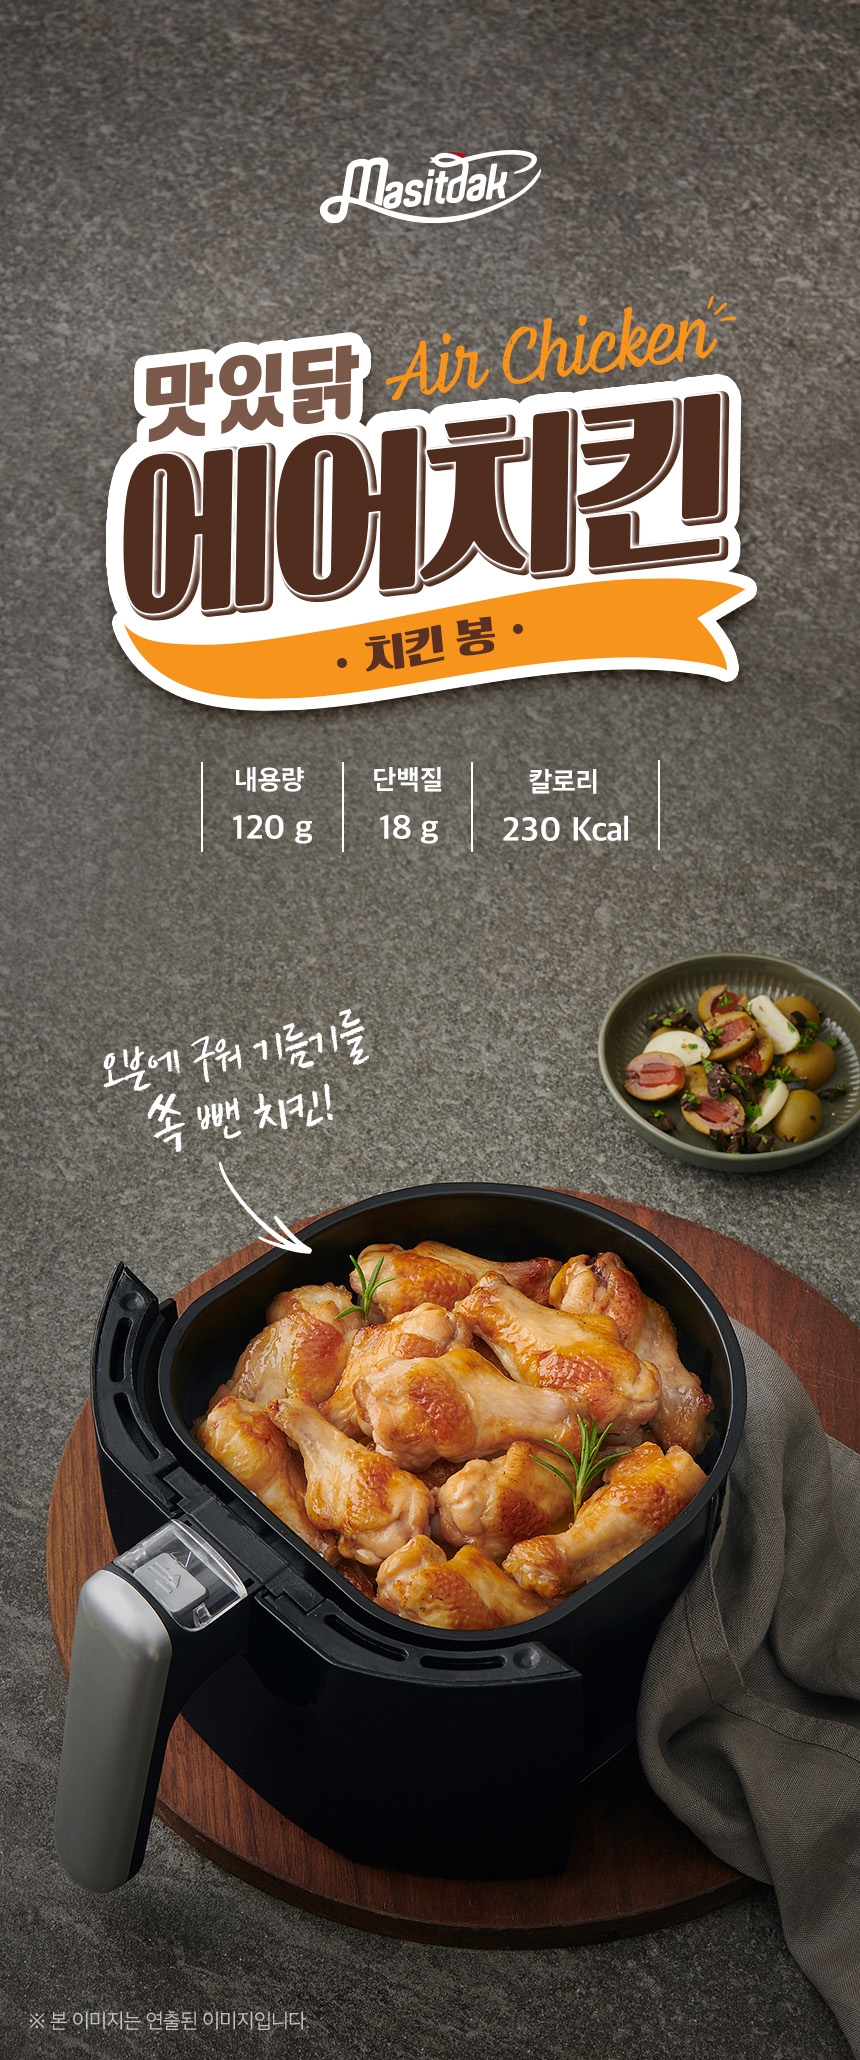 Masitdak
맛있닭 Air Chicken
에어치킨
· 치킨 봉 ·
내용량 단백질 칼로리
120 g 18 g 230 Kcal
오븐에 구워 기름기를
쏙 뺀 치킨!
※ 본 이미지는 연출된 이미지입니다.